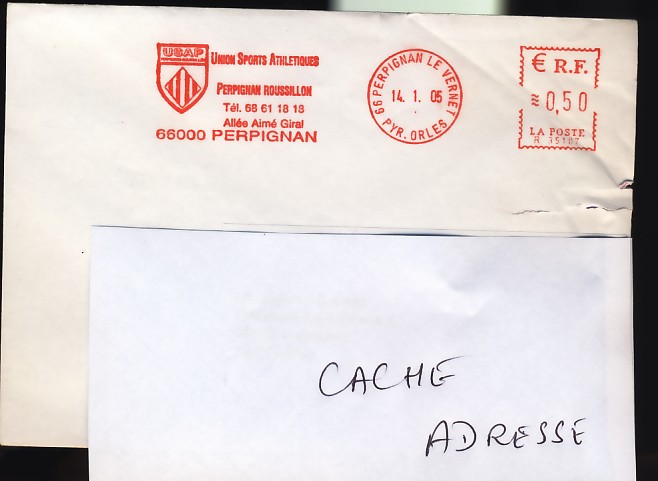 USAP
UNION SPORTS ATHLETIQUES
PERPIGNAN ROUSSILLON
Tél. 68 61 18 18
Allée Aimé Giral
66000 PERPIGNAN
66 PERPIGNAN LE VERNET
14. 1. 05
PYR. ORLES
€ R.F.
≈ 0,50
LA POSTE
CACHE
ADRESSE